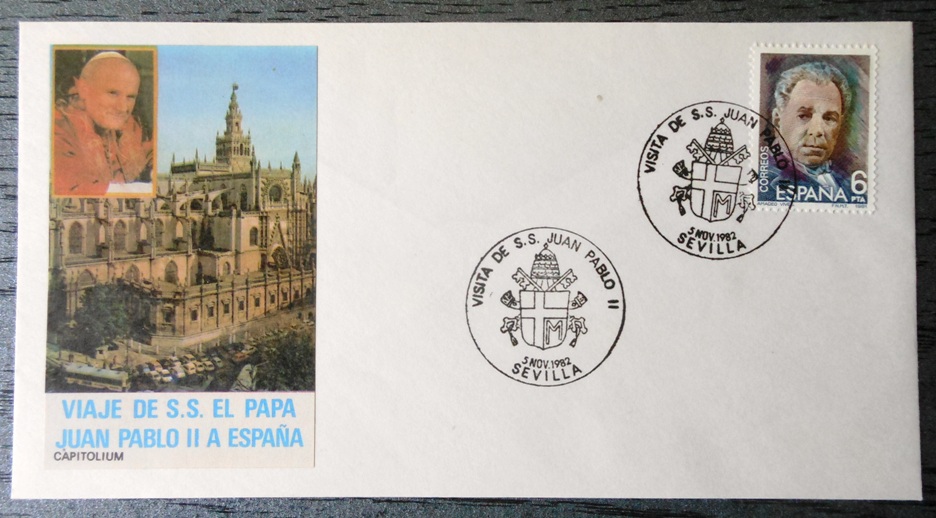 VIAJE DE S.S. EL PAPA
JUAN PABLO II A ESPAÑA
CAPITOLIUM
VISITA DE S.S. JUAN PABLO II
M
5 NOV.1982
SEVILLA
VISITA DE S.S. JUAN PABLO
M
5 NOV.1982
SEVILLA
CORREOS
ESPAÑA 6 PTA